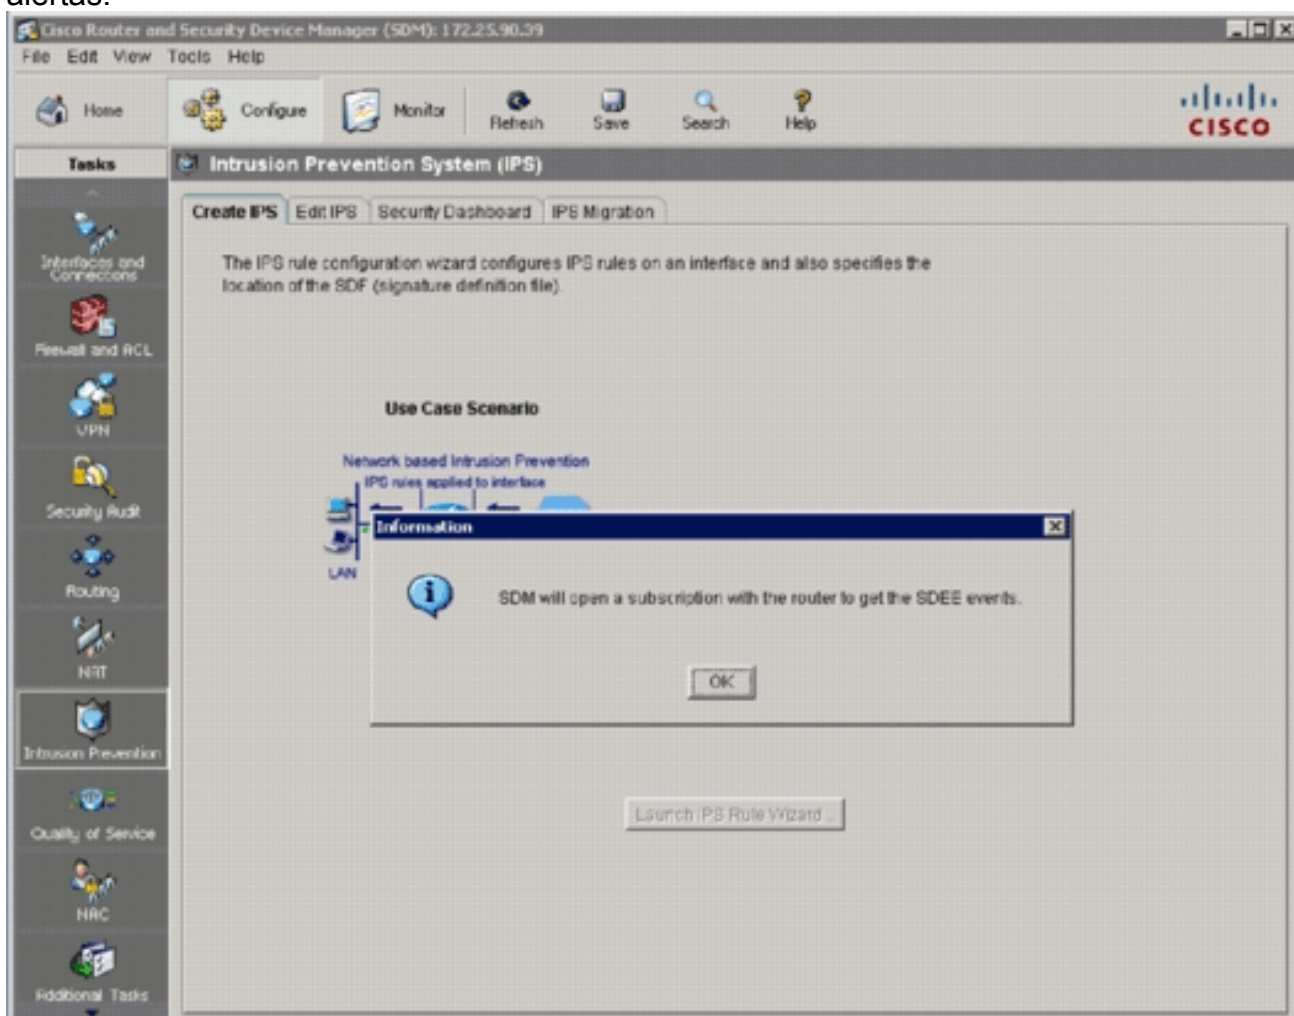 alertas.
Cisco Router and Security Device Manager (SDM): 172.25.90.39
File Edit View Tools Help
Home Configure Monitor Refresh Save Search Help
CISCO
Tasks
Intrusion Prevention System (IPS)
Create IPS Edit IPS Security Dashboard IPS Migration
Interfaces and Connections
The IPS rule configuration wizard configures IPS rules on an interface and also specifies the
location of the SDF (signature definition file).
Firewall and ACL
VPN
Use Case Scenario
Network based Intrusion Prevention
IPS rules applied to interface
LAN
Security Audit
Information
SDM will open a subscription with the router to get the SDEE events.
OK
Routing
NAT
Intrusion Prevention
Launch IPS Rule Wizard...
Quality of Service
NAC
Additional Tasks